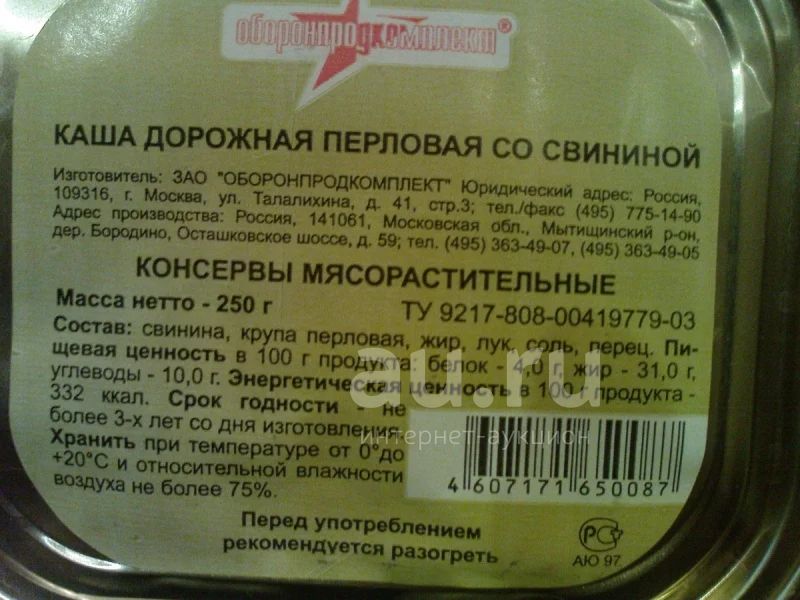 оборонпродкомплект®
КАША ДОРОЖНАЯ ПЕРЛОВАЯ СО СВИНИНОЙ
Изготовитель: ЗАО "ОБОРОНПРОДКОМПЛЕКТ" Юридический адрес: Россия,
109316, г. Москва, ул. Талалихина, д. 41, стр.3; тел./факс (495) 775-14-90
Адрес производства: Россия, 141061, Московская обл., Мытищинский р-он,
дер. Бородино, Осташковское шоссе, д. 59; тел. (495) 363-49-07, (495) 363-49-05
КОНСЕРВЫ МЯСОРАСТИТЕЛЬНЫЕ
Масса нетто - 250 г ТУ 9217-808-00419779-03
Состав: свинина, крупа перловая, жир, лук, соль, перец. Пи-
щевая ценность в 100 г продукта: белок - 4,0 г, жир - 31,0 г,
углеводы - 10,0 г. Энергетическая ценность в 100 г продукта -
332 ккал. Срок годности - не
более 3-х лет со дня изготовления.
Хранить при температуре от 0° до
+20°С и относительной влажности
воздуха не более 75%.
au.ru
интернет-аукцион
4 607171 650087
Перед употреблением
рекомендуется разогреть
РСТ
АЮ 97